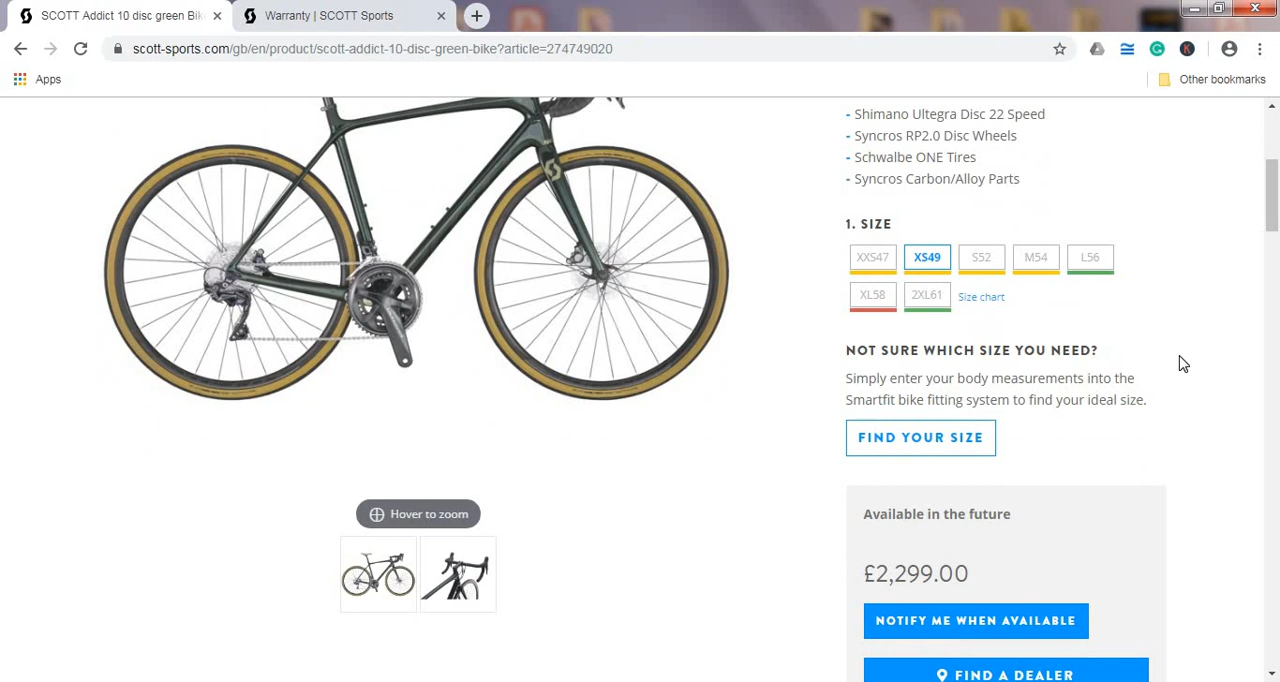 SCOTT Addict 10 disc green Bik
Warranty | SCOTT Sports
scott-sports.com/gb/en/product/scott-addict-10-disc-green-bike?article=274749020
Apps
Other bookmarks
- Shimano Ultegra Disc 22 Speed
- Syncros RP2.0 Disc Wheels
- Schwalbe ONE Tires
- Syncros Carbon/Alloy Parts
1. SIZE
XXS47 XS49 S52 M54 L56
XL58 2XL61 Size chart
NOT SURE WHICH SIZE YOU NEED?
Simply enter your body measurements into the
Smartfit bike fitting system to find your ideal size.
FIND YOUR SIZE
Hover to zoom
Available in the future
£2,299.00
NOTIFY ME WHEN AVAILABLE
FIND A DEALER